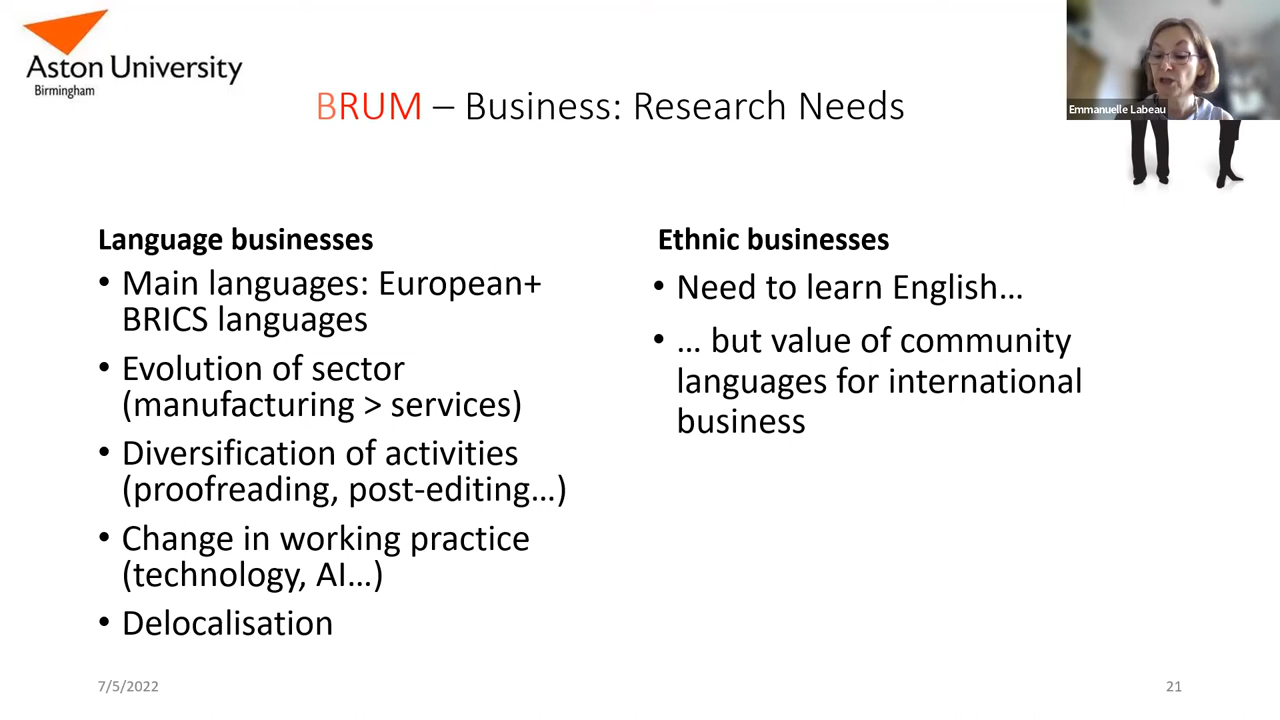 Aston University
Birmingham
BRUM – Business: Research Needs
Emmanuelle Labeau
Language businesses
• Main languages: European+
BRICS languages
• Evolution of sector
(manufacturing > services)
• Diversification of activities
(proofreading, post-editing…)
• Change in working practice
(technology, AI…)
• Delocalisation
Ethnic businesses
• Need to learn English…
• … but value of community
languages for international
business
7/5/2022
21